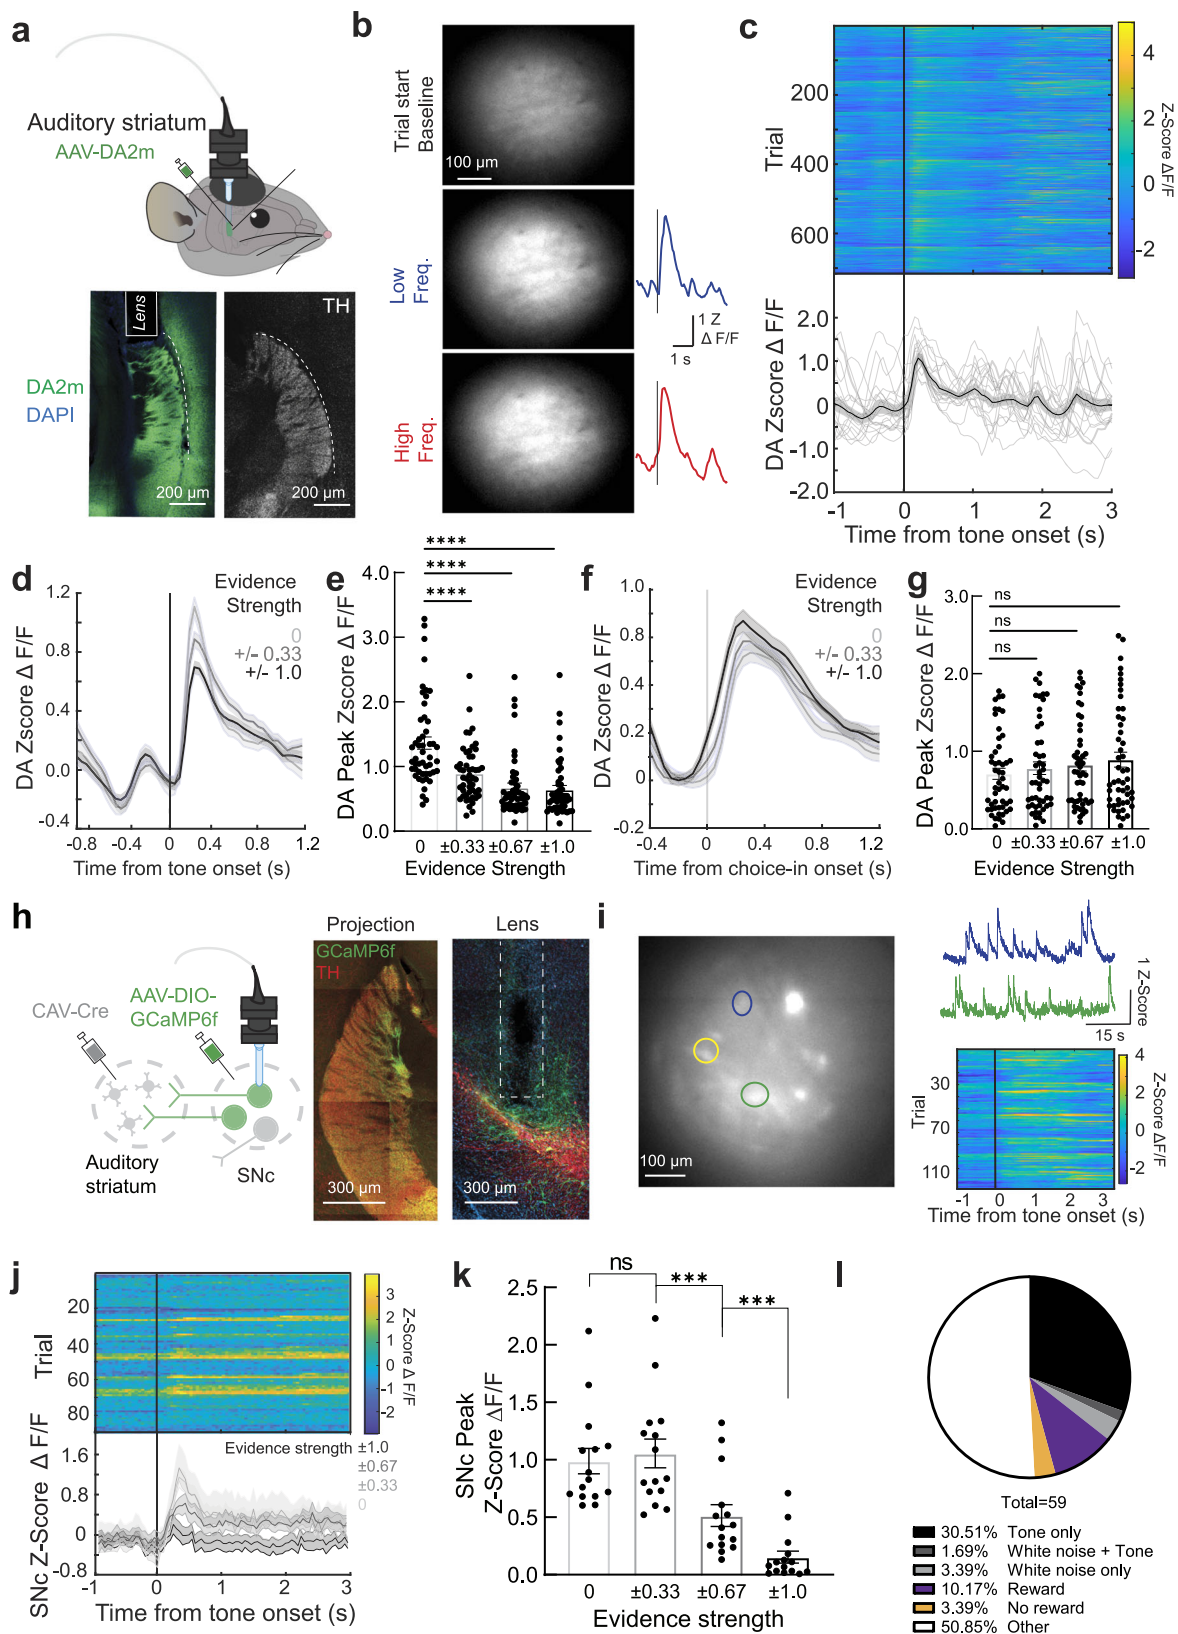 a
Auditory striatum
AAV-DA2m
Lens
TH
DA2m
DAPI
200 µm
200 µm
b
Trial start
Baseline
100 µm
Low
Freq.
High
Freq.
1 Z
Δ F/F
1 s
c
Trial
200
400
600
4
2
0
-2
Z-Score Δ F/F
DA Zscore Δ F/F
2.0
1.0
0
-1.0
-2.0
-1 0 1 2 3
Time from tone onset (s)
d
DA Zscore Δ F/F
1.2
0.8
0.4
0.0
-0.4
Evidence
Strength
0
+/- 0.33
+/- 1.0
-0.8 -0.4 0 0.4 0.8 1.2
Time from tone onset (s)
e
DA Peak Zscore Δ F/F
4.0
3.0
2.0
1.0
0.0
****
****
****
0 ±0.33 ±0.67 ±1.0
Evidence Strength
f
DA Zscore Δ F/F
1.0
0.8
0.6
0.4
0.2
0
-0.2
Evidence
Strength
0
+/- 0.33
+/- 1.0
-0.4 0 0.4 0.8 1.2
Time from choice-in onset (s)
g
DA Peak Zscore Δ F/F
3.0
2.0
1.0
0.0
ns
ns
ns
0 ±0.33 ±0.67 ±1.0
Evidence Strength
h
CAV-Cre
AAV-DIO-
GCaMP6f
Auditory
striatum
SNc
Projection
GCaMP6f
TH
300 µm
Lens
300 µm
i
100 µm
1 Z-Score
15 s
Trial
30
70
110
4
2
0
-2
Z-Score ΔF/F
-1 0 1 2 3
Time from tone onset (s)
j
Trial
20
40
60
80
3
2
1
0
-1
-2
Z-Score Δ F/F
SNc Z-Score Δ F/F
1.6
0.8
0
-0.8
Evidence strength ±1.0
±0.67
±0.33
0
-1 0 1 2 3
Time from tone onset (s)
k
SNc Peak
Z-Score ΔF/F
2.5
2.0
1.5
1.0
0.5
0.0
ns
***
***
0 ±0.33 ±0.67 ±1.0
Evidence strength
l
Total=59
30.51% Tone only
1.69% White noise + Tone
3.39% White noise only
10.17% Reward
3.39% No reward
50.85% Other